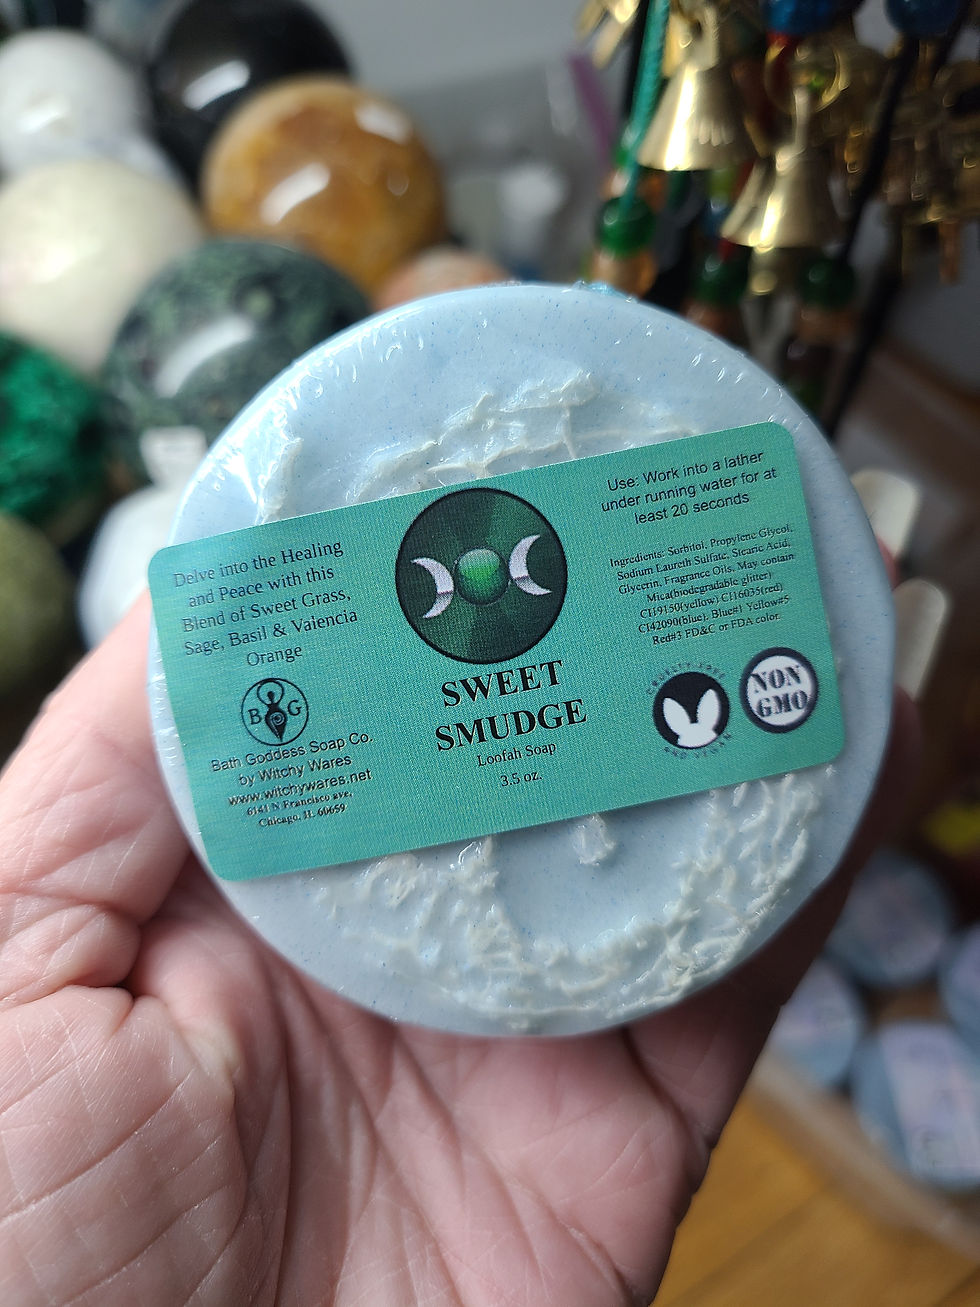 Delve into the Healing
and Peace with this
Blend of Sweet Grass,
Sage, Basil & Valencia
Orange
B G
Bath Goddess Soap Co.
by Witchy Wares
www.witchywares.net
6141 N Francisco ave.
Chicago, IL 60659
SWEET
SMUDGE
Loofah Soap
3.5 oz.
Use: Work into a lather
under running water for at
least 20 seconds
Ingredients: Sorbitol, Propylene Glycol,
Sodium Laureth Sulfate, Stearic Acid,
Glycerin, Fragrance Oils, May contain
Mica(biodegradable glitter)
CI19150(yellow) CI16035(red)
CI42090(blue), Blue#1 Yellow#5
Red#3 FD&C or FDA color.
CRUELTY FREE
AND VEGAN
NON
GMO